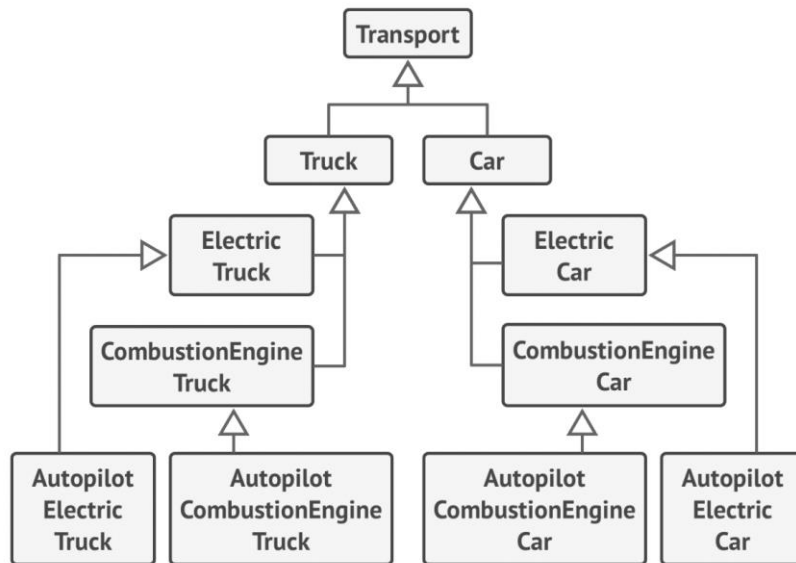 Transport
Truck
Car
Electric
Truck
Electric
Car
CombustionEngine
Truck
CombustionEngine
Car
Autopilot
Electric
Truck
Autopilot
CombustionEngine
Truck
Autopilot
CombustionEngine
Car
Autopilot
Electric
Car